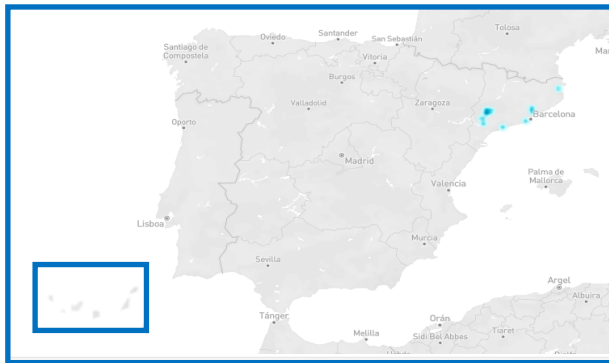 Tolosa
Oviedo
Santander
San Sebastián
Santiago de
Compostela
Vitoria
Burgos
Valladolid
Zaragoza
Barcelona
Oporto
Madrid
Palma de
Mallorca
Valencia
Lisboa
Murcia
Sevilla
Argel
Albuira
Tánger
Orán
Melilla
Sidi Bel Abbes
Tiaret